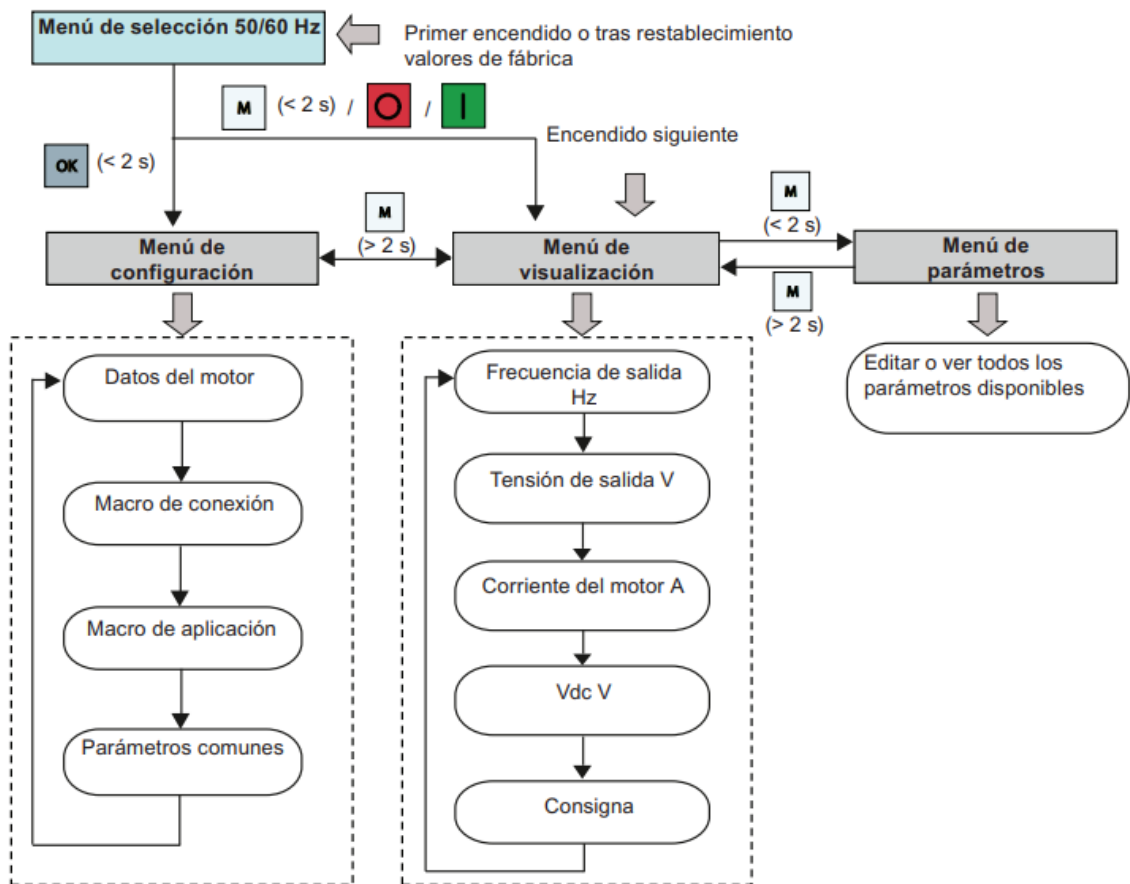 Menú de selección 50/60 Hz
Primer encendido o tras restablecimiento
valores de fábrica
M (< 2 s) / O / I
Encendido siguiente
OK (< 2 s)
M
(> 2 s)
M
(< 2 s)
Menú de
configuración
Menú de
visualización
Menú de
parámetros
M
(> 2 s)
Datos del motor
Macro de conexión
Macro de aplicación
Parámetros comunes
Frecuencia de salida
Hz
Tensión de salida V
Corriente del motor A
Vdc V
Consigna
Editar o ver todos los
parámetros disponibles